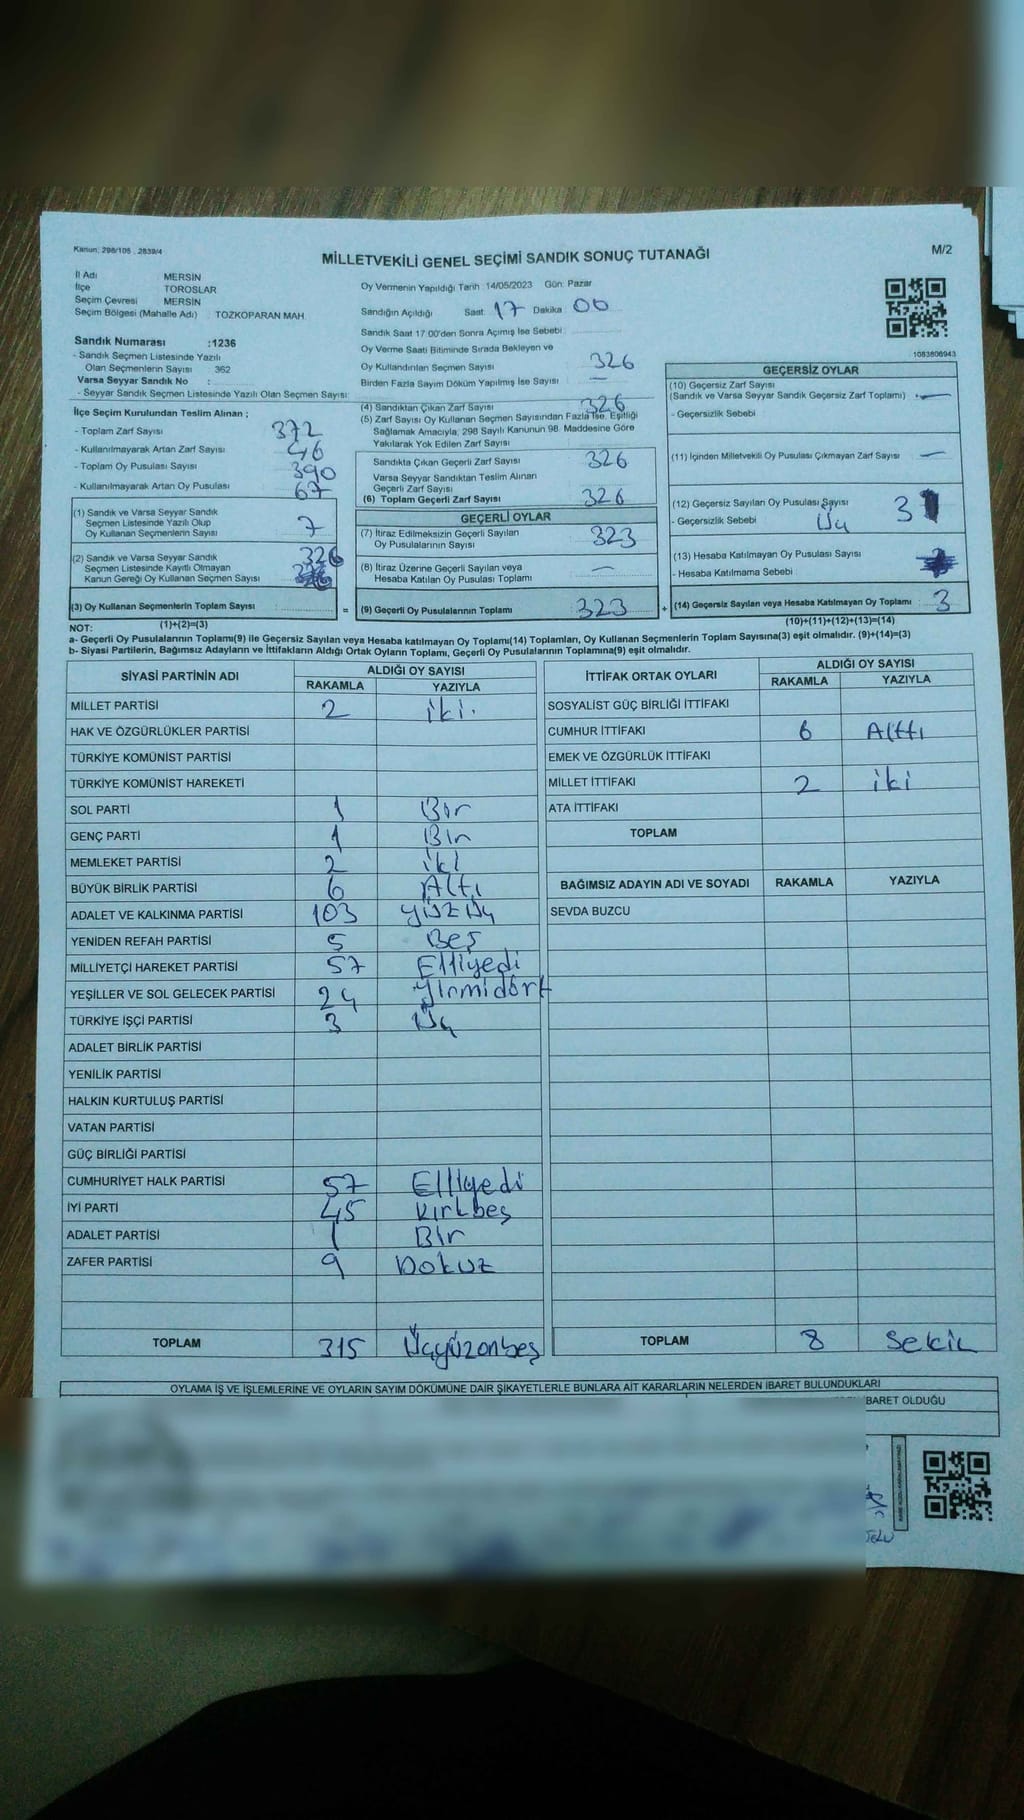 Kanun: 298/105 , 2839/4
MİLLETVEKİLİ GENEL SEÇİMİ SANDIK SONUÇ TUTANAĞI
M/2
İl Adı MERSİN
İlçe TOROSLAR
Seçim Çevresi MERSİN
Seçim Bölgesi (Mahalle Adı) TOZKOPARAN MAH.
Oy Vermenin Yapıldığı Tarih 14/05/2023 Gün: Pazar
Sandığın Açıldığı Saat: 17 Dakika: 00
Sandık Saat 17.00'den Sonra Açımış İse Sebebi :
Oy Verme Saati Bitiminde Sırada Bekleyen ve
Oy Kullandırılan Seçmen Sayısı 326
Birden Fazla Sayım Döküm Yapılmış İse Sayısı : —
Sandık Numarası :1236
- Sandık Seçmen Listesinde Yazılı
Olan Seçmenlerin Sayısı 362
Varsa Seyyar Sandık No :
- Seyyar Sandık Seçmen Listesinde Yazılı Olan Seçmen Sayısı:
1083606943
İlçe Seçim Kurulundan Teslim Alınan ;
- Toplam Zarf Sayısı 372
- Kullanılmayarak Artan Zarf Sayısı 46
- Toplam Oy Pusulası Sayısı 390
- Kullanılmayarak Artan Oy Pusulası 67
(1) Sandık ve Varsa Seyyar Sandık
Seçmen Listesinde Yazılı Olup
Oy Kullanan Seçmenlerin Sayısı 7
(2) Sandık ve Varsa Seyyar Sandık
Seçmen Listesinde Kayıtlı Olmayan
Kanun Gereği Oy Kullanan Seçmen Sayısı 326
(3) Oy Kullanan Seçmenlerin Toplam Sayısı =
(1)+(2)=(3)
(4) Sandıktan Çıkan Zarf Sayısı 326
(5) Zarf Sayısı Oy Kullanan Seçmen Sayısından Fazla İse, Eşitliği
Sağlamak Amacıyla, 298 Sayılı Kanunun 98. Maddesine Göre
Yakılarak Yok Edilen Zarf Sayısı
Sandıkta Çıkan Geçerli Zarf Sayısı 326
Varsa Seyyar Sandıktan Teslim Alınan
Geçerli Zarf Sayısı
(6) Toplam Geçerli Zarf Sayısı 326
GEÇERLİ OYLAR
(7) İtiraz Edilmeksizin Geçerli Sayılan
Oy Pusulalarının Sayısı 323
(8) İtiraz Üzerine Geçerli Sayılan veya
Hesaba Katılan Oy Pusulası Toplamı —
(9) Geçerli Oy Pusulalarının Toplamı 323 +
GEÇERSİZ OYLAR
(10) Geçersiz Zarf Sayısı
(Sandık ve Varsa Seyyar Sandık Geçersiz Zarf Toplamı) : —
- Geçersizlik Sebebi
(11) İçinden Milletvekili Oy Pusulası Çıkmayan Zarf Sayısı —
(12) Geçersiz Sayılan Oy Pusulası Sayısı 3
- Geçersizlik Sebebi Üç
(13) Hesaba Katılmayan Oy Pusulası Sayısı
- Hesaba Katılmama Sebebi
(14) Geçersiz Sayılan veya Hesaba Katılmayan Oy Toplamı 3
(10)+(11)+(12)+(13)=(14)
NOT:
a- Geçerli Oy Pusulalarının Toplamı(9) ile Geçersiz Sayılan veya Hesaba katılmayan Oy Toplamı(14) Toplamları, Oy Kullanan Seçmenlerin Toplam Sayısına(3) eşit olmalıdır. (9)+(14)=(3)
b- Siyasi Partilerin, Bağımsız Adayların ve İttifakların Aldığı Ortak Oyların Toplamı, Geçerli Oy Pusulalarının Toplamına(9) eşit olmalıdır.
SİYASİ PARTİNİN ADI ALDIĞI OY SAYISI
RAKAMLA YAZIYLA
MİLLET PARTİSİ 2 iki.
HAK VE ÖZGÜRLÜKLER PARTİSİ
TÜRKİYE KOMÜNİST PARTİSİ
TÜRKİYE KOMÜNİST HAREKETİ
SOL PARTİ 1 Bir
GENÇ PARTİ 1 Bir
MEMLEKET PARTİSİ 2 iki
BÜYÜK BİRLİK PARTİSİ 6 Altı
ADALET VE KALKINMA PARTİSİ 103 yüzüç
YENİDEN REFAH PARTİSİ 5 Beş
MİLLİYETÇİ HAREKET PARTİSİ 57 Elliyedi
YEŞİLLER VE SOL GELECEK PARTİSİ 24 Yirmidört
TÜRKİYE İŞÇİ PARTİSİ 3 Üç
ADALET BİRLİK PARTİSİ
YENİLİK PARTİSİ
HALKIN KURTULUŞ PARTİSİ
VATAN PARTİSİ
GÜÇ BİRLİĞİ PARTİSİ
CUMHURİYET HALK PARTİSİ 57 Elliyedi
İYİ PARTİ 45 Kırkbeş
ADALET PARTİSİ 1 Bir
ZAFER PARTİSİ 9 Dokuz
TOPLAM 315 Üçyüzonbeş
İTTİFAK ORTAK OYLARI ALDIĞI OY SAYISI
RAKAMLA YAZIYLA
SOSYALİST GÜÇ BİRLİĞİ İTTİFAKI
CUMHUR İTTİFAKI 6 Altı
EMEK VE ÖZGÜRLÜK İTTİFAKI
MİLLET İTTİFAKI 2 iki
ATA İTTİFAKI
TOPLAM
BAĞIMSIZ ADAYIN ADI VE SOYADI RAKAMLA YAZIYLA
SEVDA BUZCU
TOPLAM 8 Sekiz
OYLAMA İŞ VE İŞLEMLERİNE VE OYLARIN SAYIM DÖKÜMÜNE DAİR ŞİKAYETLERLE BUNLARA AİT KARARLARIN NELERDEN İBARET BULUNDUKLARI
İBARET OLDUĞU